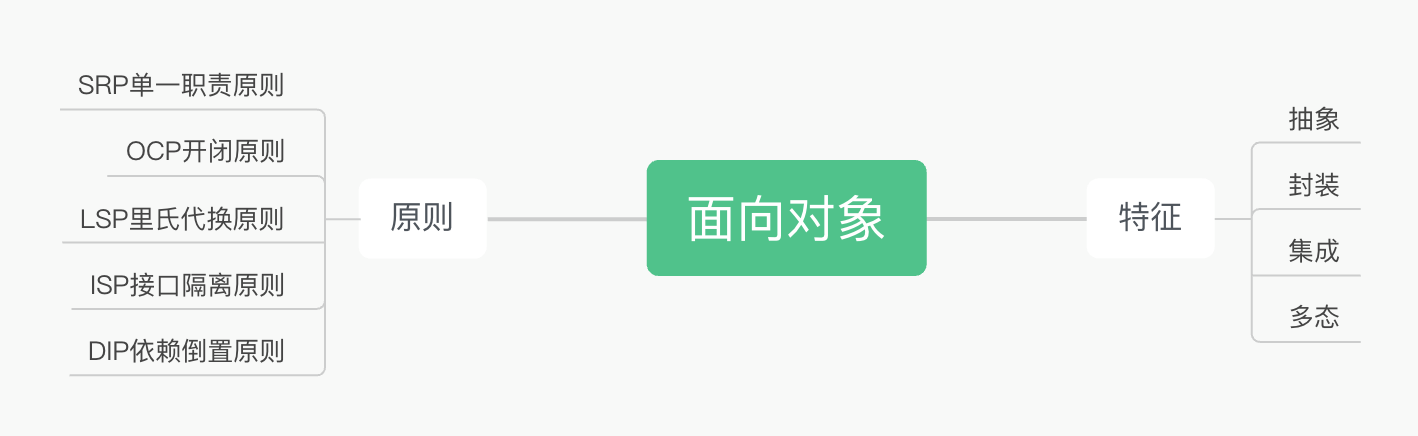 SRP单一职责原则
OCP开闭原则
LSP里氏代换原则
ISP接口隔离原则
DIP依赖倒置原则
原则
面向对象
特征
抽象
封装
集成
多态